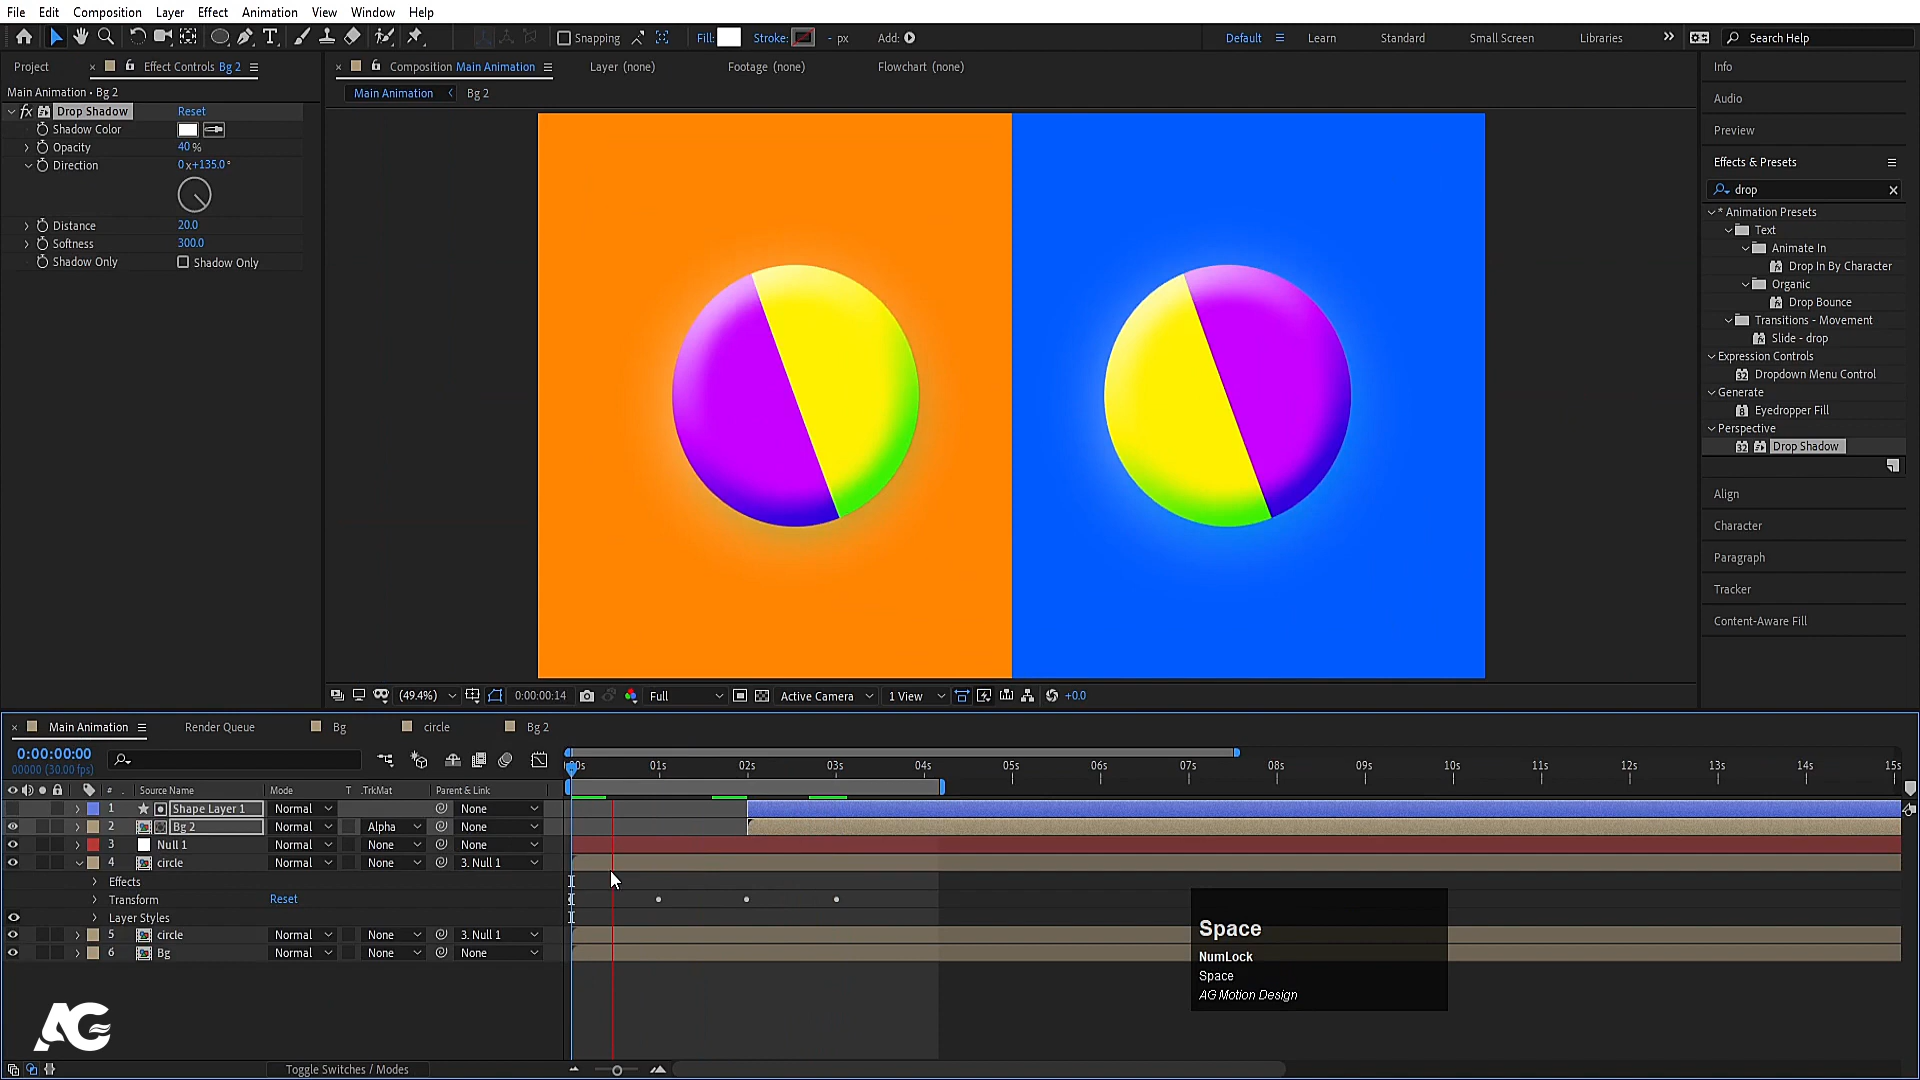 File Edit Composition Layer Effect Animation View Window Help
Snapping Fill: Stroke: - px Add: Default Learn Standard Small Screen Libraries Search Help
Project Effect Controls Bg 2
Main Animation • Bg 2
fx Drop Shadow Reset
Shadow Color
Opacity 40 %
Direction 0 x+135.0 °
Distance 20.0
Softness 300.0
Shadow Only Shadow Only
Composition Main Animation Layer (none) Footage (none) Flowchart (none)
Main Animation Bg 2
(49.4%) 0:00:00:14 Full Active Camera 1 View +0.0
Info
Audio
Preview
Effects & Presets
drop
* Animation Presets
Text
Animate In
Drop In By Character
Organic
Drop Bounce
Transitions - Movement
Slide - drop
Expression Controls
Dropdown Menu Control
Generate
Eyedropper Fill
Perspective
Drop Shadow
Align
Character
Paragraph
Tracker
Content-Aware Fill
Main Animation Render Queue Bg circle Bg 2
0:00:00:00
00000 (30.00 fps)
01s 02s 03s 04s 05s 06s 07s 08s 09s 10s 11s 12s 13s 14s 15s
# Source Name Mode T .TrkMat Parent & Link
1 Shape Layer 1 Normal None
2 Bg 2 Normal Alpha None
3 Null 1 Normal None None
4 circle Normal None 3. Null 1
Effects
Transform Reset
Layer Styles
5 circle Normal None 3. Null 1
6 Bg Normal None None
Space
NumLock
Space
AG Motion Design
AG
Toggle Switches / Modes